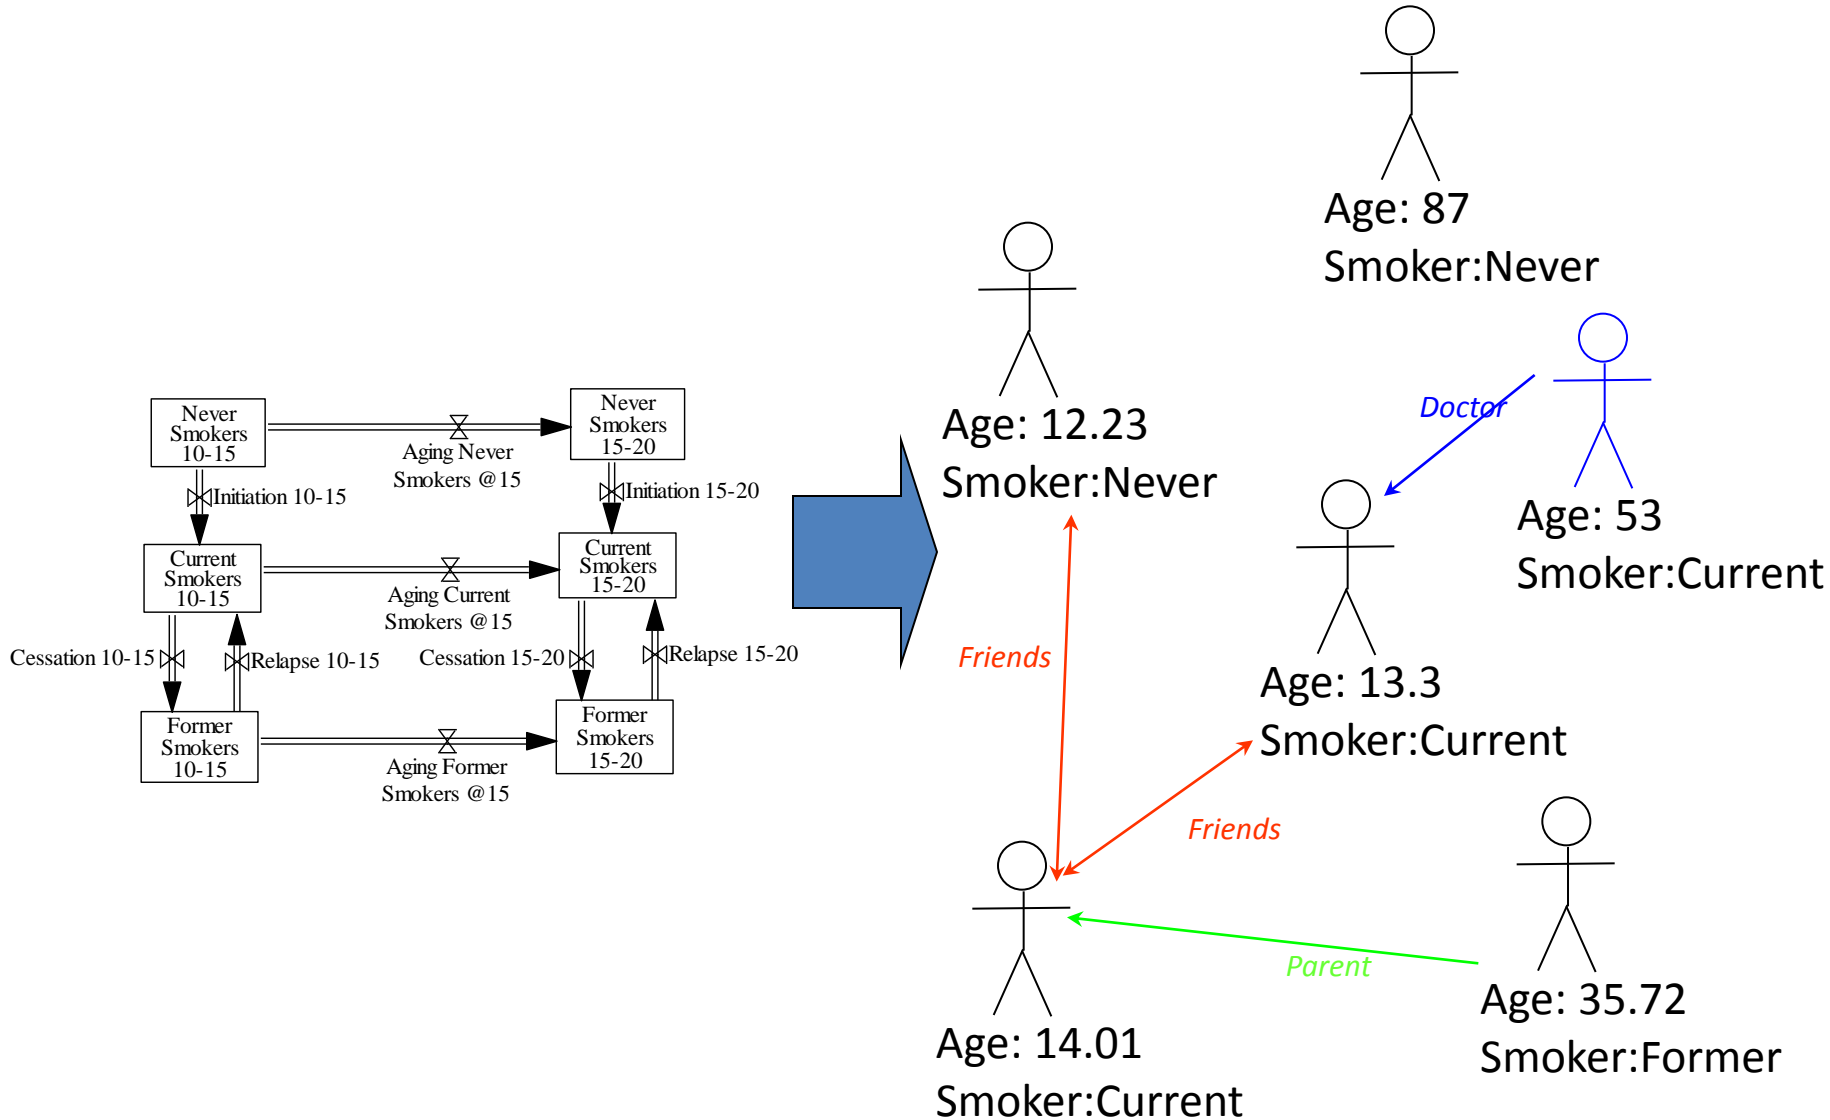 Never
Smokers
10-15
Never
Smokers
15-20
Aging Never
Smokers @15
Initiation 10-15
Initiation 15-20
Current
Smokers
10-15
Current
Smokers
15-20
Aging Current
Smokers @15
Cessation 10-15
Relapse 10-15
Cessation 15-20
Relapse 15-20
Former
Smokers
10-15
Former
Smokers
15-20
Aging Former
Smokers @15
Age: 87
Smoker:Never
Age: 12.23
Smoker:Never
Doctor
Age: 53
Smoker:Current
Friends
Age: 13.3
Smoker:Current
Friends
Parent
Age: 35.72
Smoker:Former
Age: 14.01
Smoker:Current